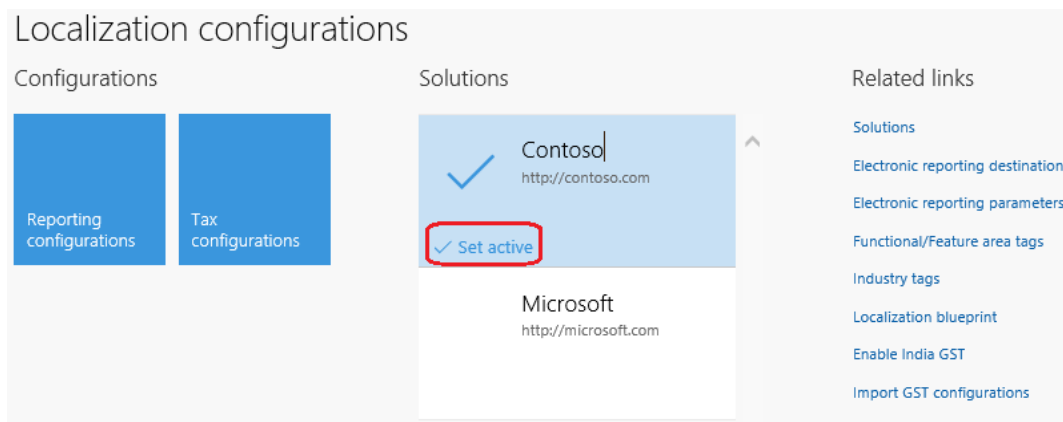 Localization configurations
Configurations
Solutions
Related links
Reporting
configurations
Tax
configurations
Contoso
http://contoso.com
Set active
Microsoft
http://microsoft.com
Solutions
Electronic reporting destination
Electronic reporting parameters
Functional/Feature area tags
Industry tags
Localization blueprint
Enable India GST
Import GST configurations